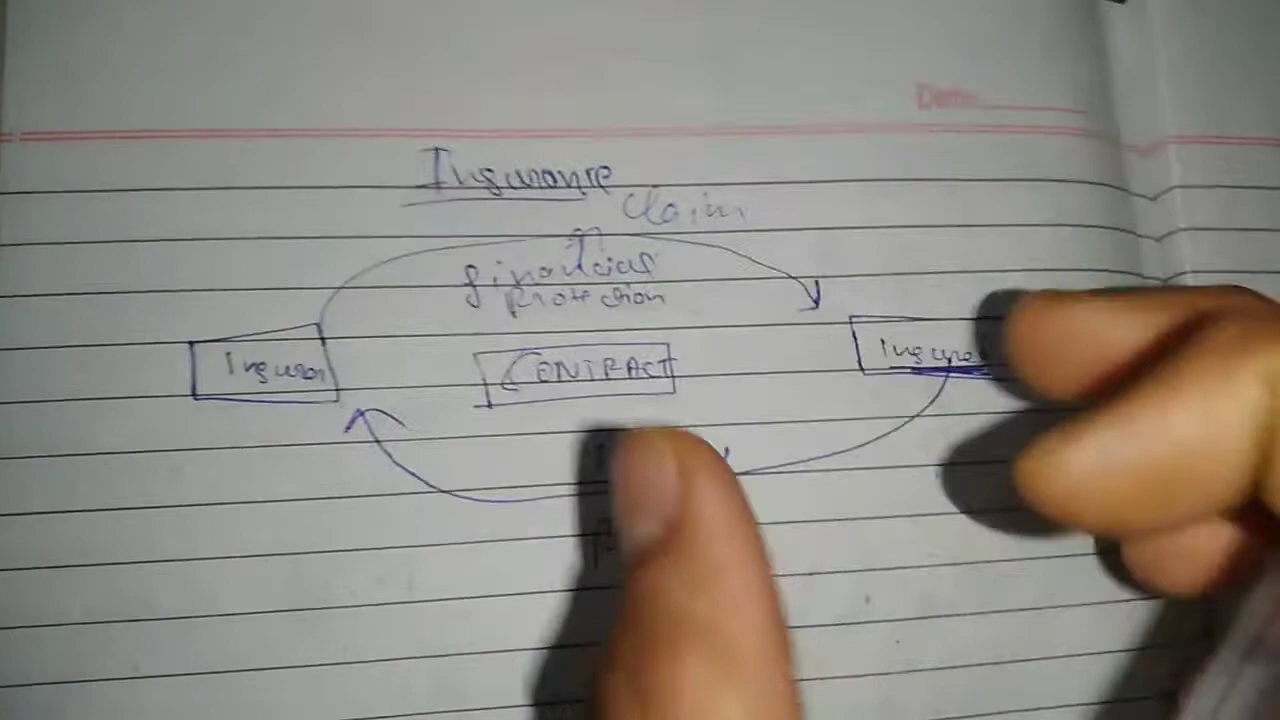 Date
Insurance
Claim
financial
Protection
Insurer
CONTRACT
Insured